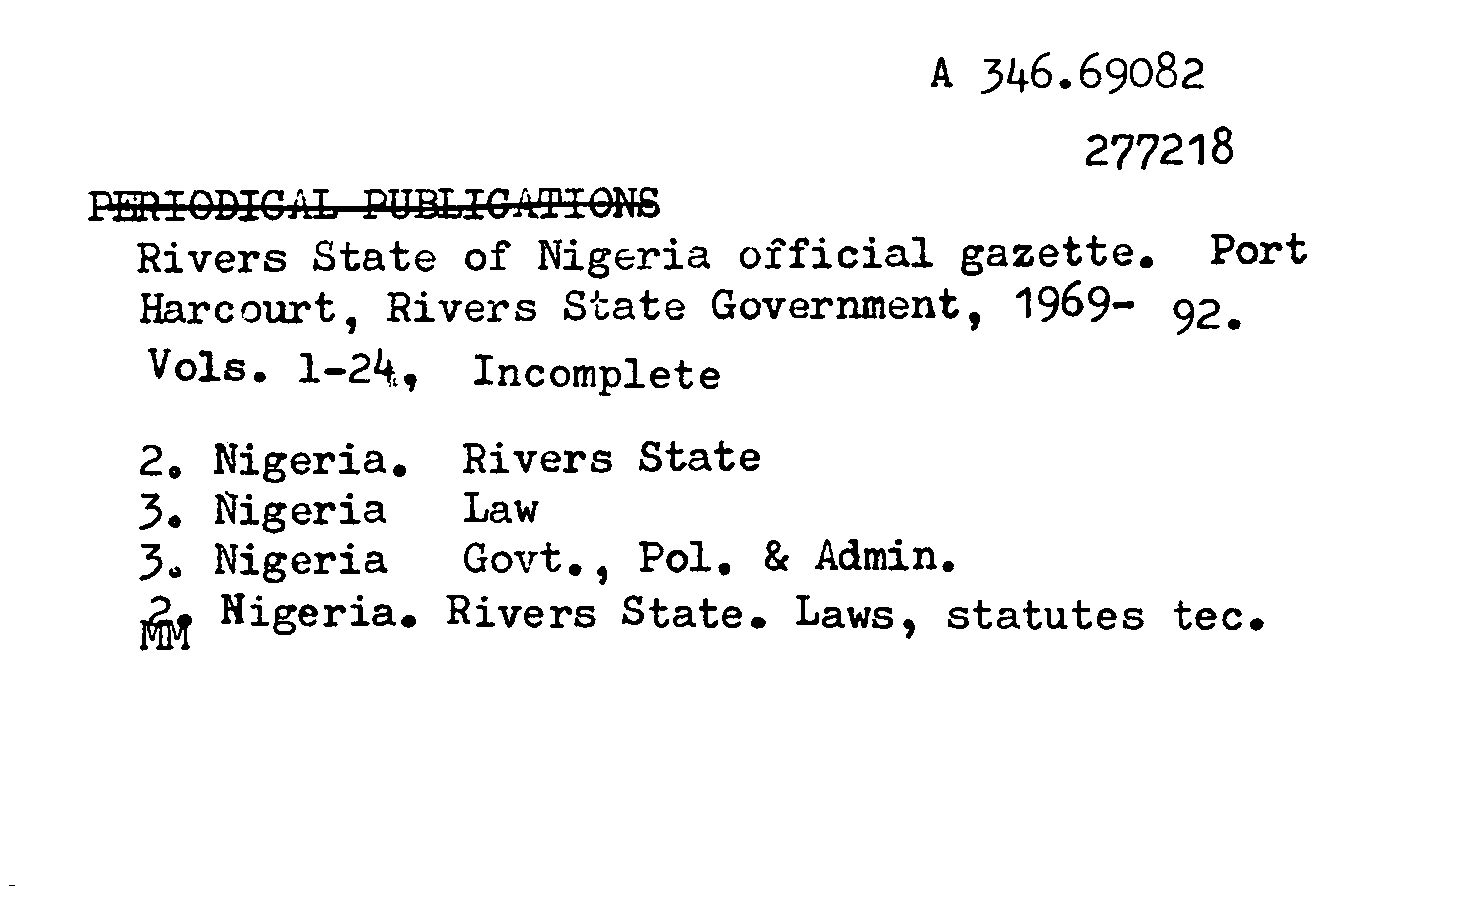 A 346.69082
277218
PERIODICAL PUBLICATIONS
Rivers State of Nigeria official gazette. Port
Harcourt, Rivers State Government, 1969- 92.
Vols. 1-24, Incomplete
2. Nigeria. Rivers State
3. Nigeria Law
3. Nigeria Govt., Pol. & Admin.
2. Nigeria. Rivers State. Laws, statutes tec.
MM